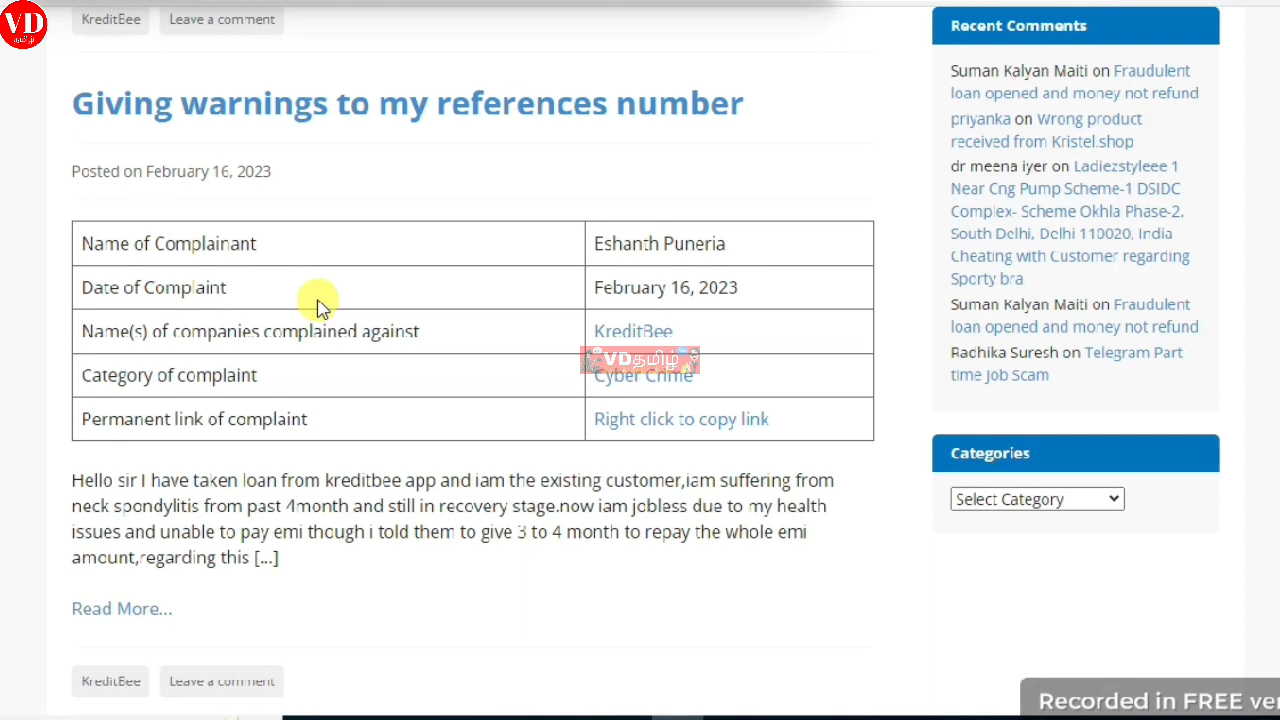 VD
தமிழ்
KreditBee
Leave a comment
Giving warnings to my references number
Posted on February 16, 2023
Name of Complainant
Eshanth Puneria
Date of Complaint
February 16, 2023
Name(s) of companies complained against
KreditBee
Category of complaint
Cyber Crime
Permanent link of complaint
Right click to copy link
VDதமிழ்
Hello sir I have taken loan from kreditbee app and iam the existing customer,iam suffering from
neck spondylitis from past 4month and still in recovery stage.now iam jobless due to my health
issues and unable to pay emi though i told them to give 3 to 4 month to repay the whole emi
amount,regarding this [...]
Read More...
KreditBee
Leave a comment
Recent Comments
Suman Kalyan Maiti on Fraudulent
loan opened and money not refund
priyanka on Wrong product
received from Kristel.shop
dr meena iyer on Ladiezstyleee 1
Near Cng Pump Scheme-1 DSIDC
Complex- Scheme Okhla Phase-2.
South Delhi, Delhi 110020, India
Cheating with Customer regarding
Sporty bra
Suman Kalyan Maiti on Fraudulent
loan opened and money not refund
Radhika Suresh on Telegram Part
time Job Scam
Categories
Select Category
Recorded in FREE ver